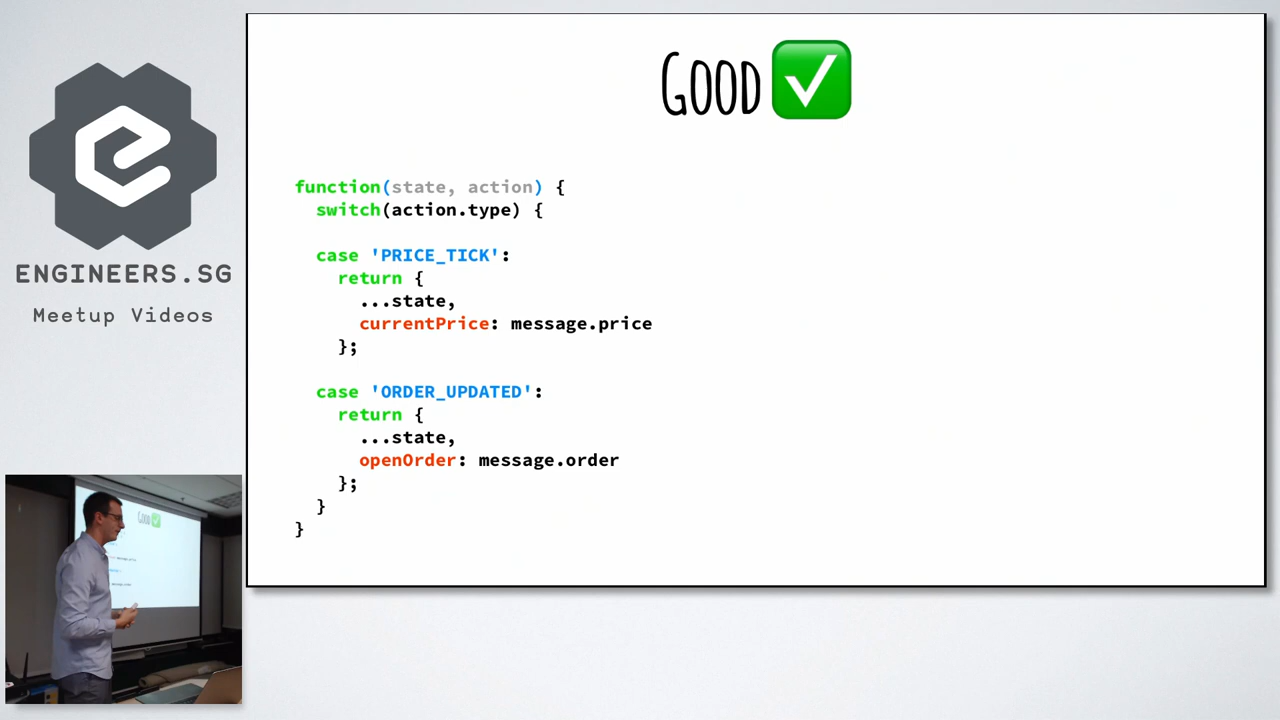 GOOD ✅
function(state, action) {
switch(action.type) {
case 'PRICE_TICK':
return {
...state,
currentPrice: message.price
};
case 'ORDER_UPDATED':
return {
...state,
openOrder: message.order
};
}
}
ENGINEERS.SG
Meetup Videos
GOOD ✅